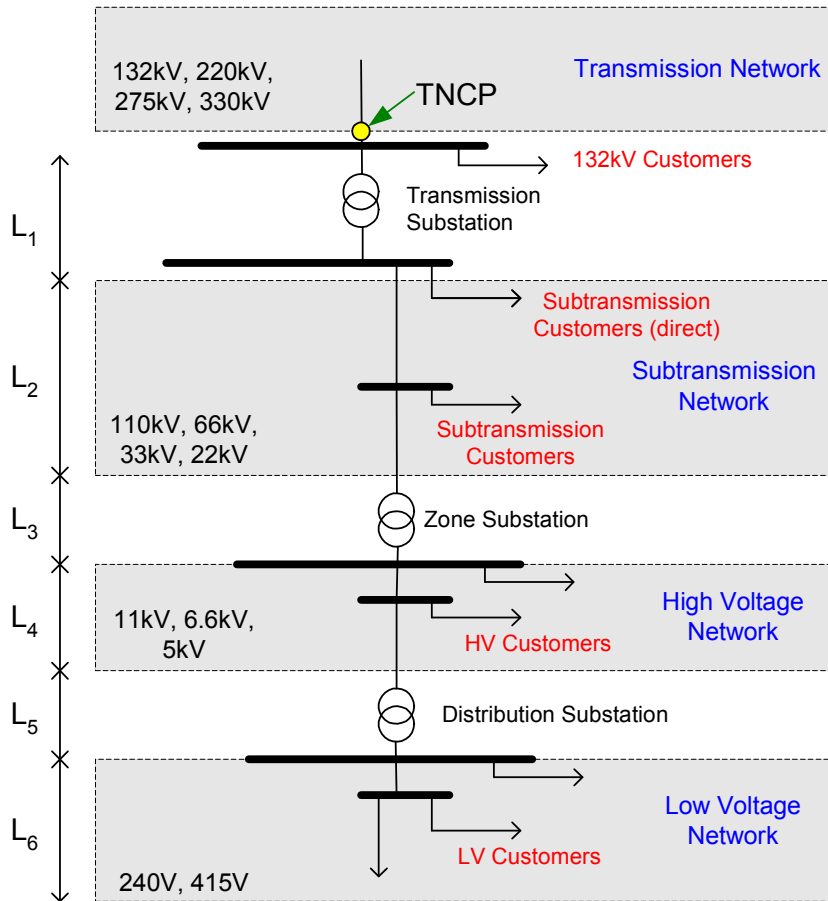 132kV, 220kV,
275kV, 330kV
Transmission Network
TNCP
132kV Customers
L1
Transmission
Substation
Subtransmission
Customers (direct)
L2
Subtransmission
Network
110kV, 66kV,
33kV, 22kV
Subtransmission
Customers
L3
Zone Substation
L4
11kV, 6.6kV,
5kV
High Voltage
Network
HV Customers
L5
Distribution Substation
L6
Low Voltage
Network
LV Customers
240V, 415V